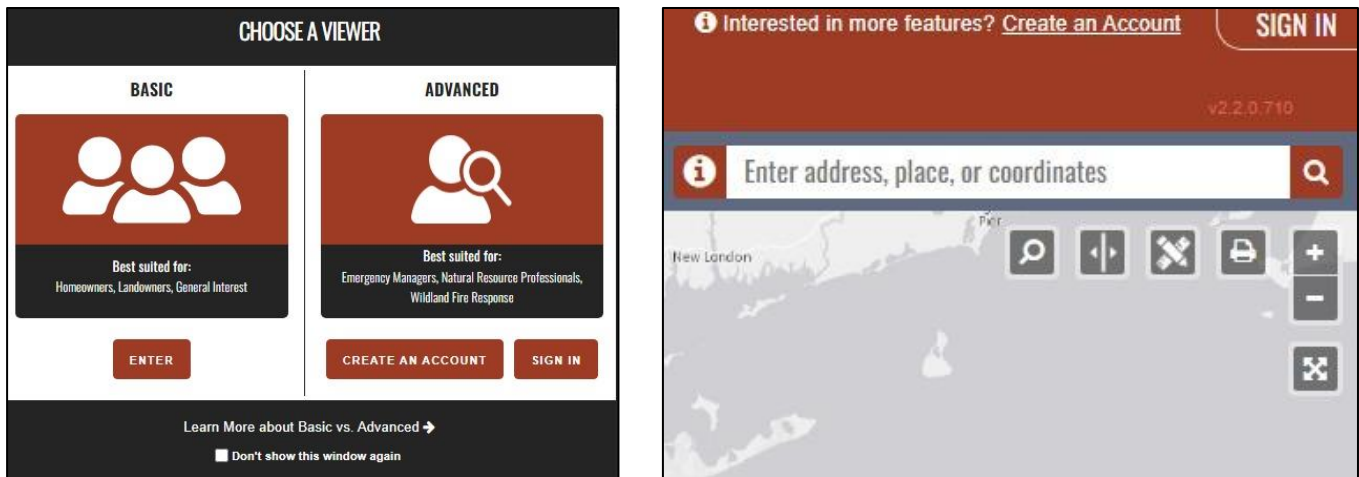 CHOOSE A VIEWER
BASIC
ADVANCED
Best suited for:
Homeowners, Landowners, General Interest
Best suited for:
Emergency Managers, Natural Resource Professionals,
Wildland Fire Response
ENTER
CREATE AN ACCOUNT
SIGN IN
Learn More about Basic vs. Advanced
Don't show this window again
Interested in more features? Create an Account
SIGN IN
v2.2.0.710
Enter address, place, or coordinates
Pier
New London